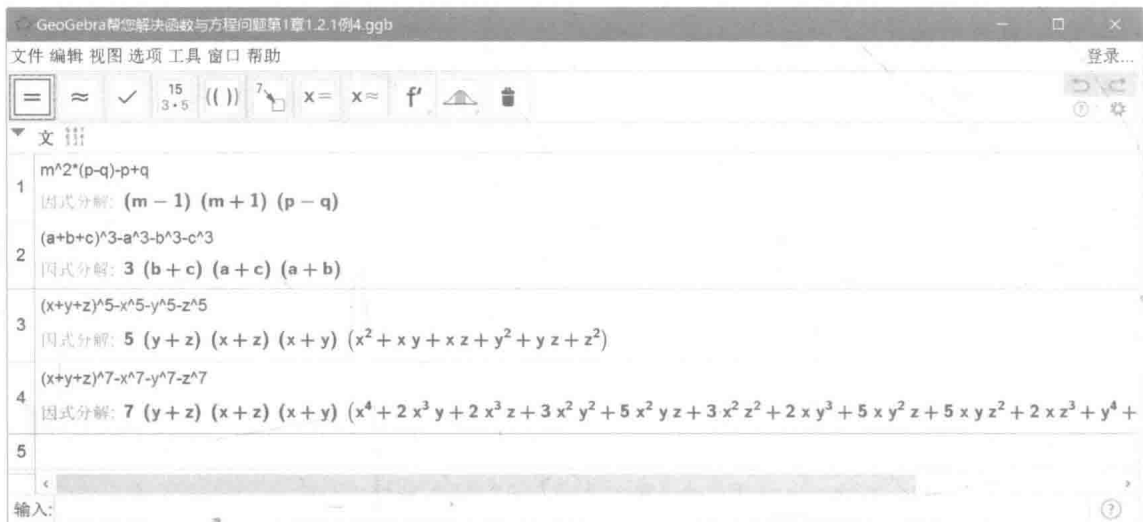 GeoGebra帮您解决函数与方程问题第1章1.2.1例4.ggb
文件 编辑 视图 选项 工具 窗口 帮助
登录...
= ≈ ✓ 15 3·5 (( )) 7 x= x≈ f′
文
1
m^2*(p-q)-p+q
因式分解: (m − 1) (m + 1) (p − q)
2
(a+b+c)^3-a^3-b^3-c^3
因式分解: 3 (b + c) (a + c) (a + b)
3
(x+y+z)^5-x^5-y^5-z^5
因式分解: 5 (y + z) (x + z) (x + y) (x² + x y + x z + y² + y z + z²)
4
(x+y+z)^7-x^7-y^7-z^7
因式分解: 7 (y + z) (x + z) (x + y) (x⁴ + 2 x³ y + 2 x³ z + 3 x² y² + 5 x² y z + 3 x² z² + 2 x y³ + 5 x y² z + 5 x y z² + 2 x z³ + y⁴ +
5
输入: